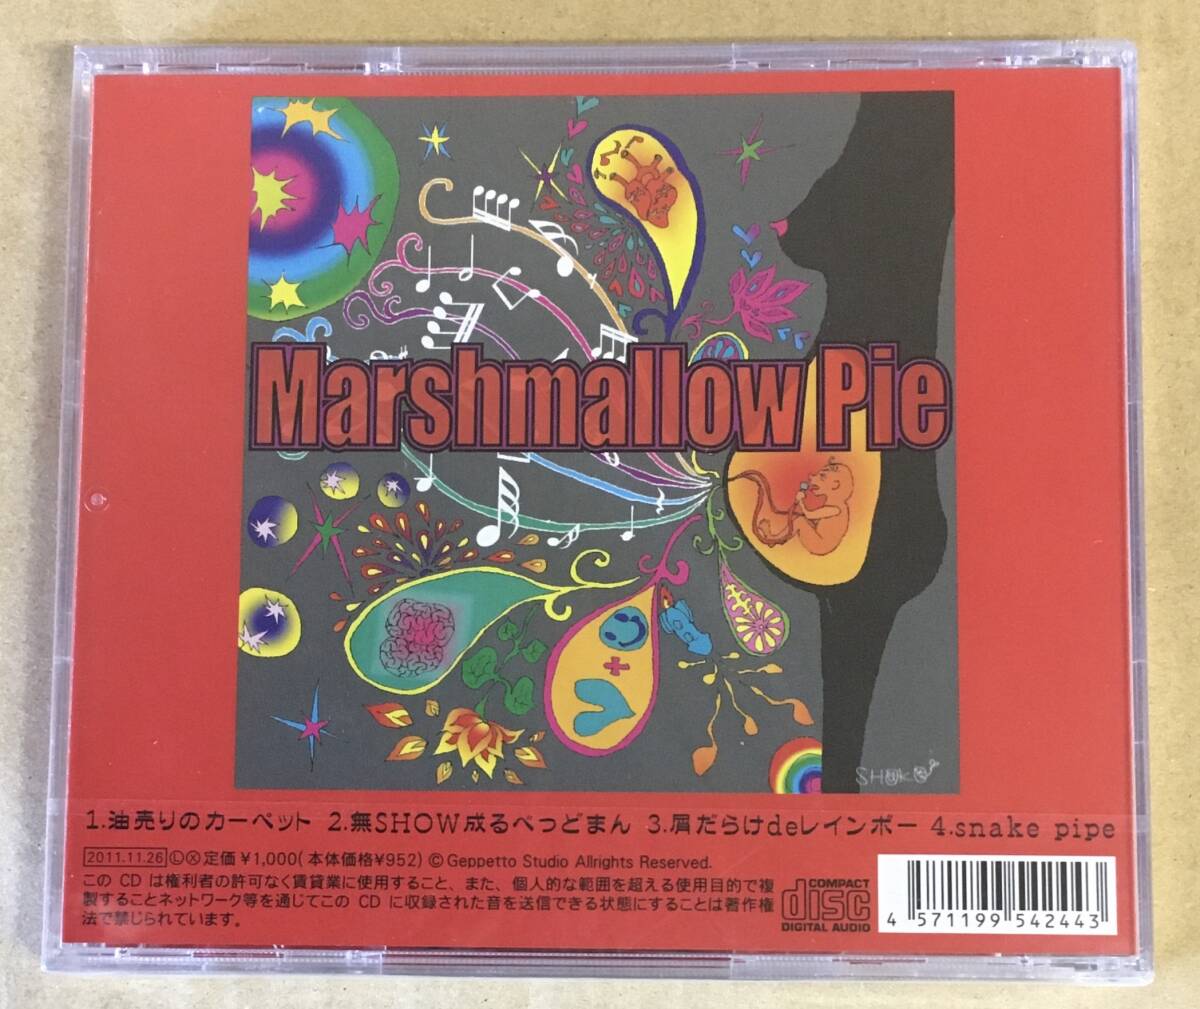 Marshmallow Pie
SH@K
1.油売りのカーペット 2.無SHOW成るべっどまん 3.屑だらけdeレインボー 4.snake pipe
2011.11.26 Ⓛ Ⓧ 定価¥1,000(本体価格¥952) © Geppetto Studio Allrights Reserved.
この CD は権利者の許可なく賃貸業に使用すること、また、個人的な範囲を超える使用目的で複
製することネットワーク等を通じてこの CD に収録された音を送信できる状態にすることは著作権
法で禁じられています。
COMPACT
disc
DIGITAL AUDIO
4 571199 542443